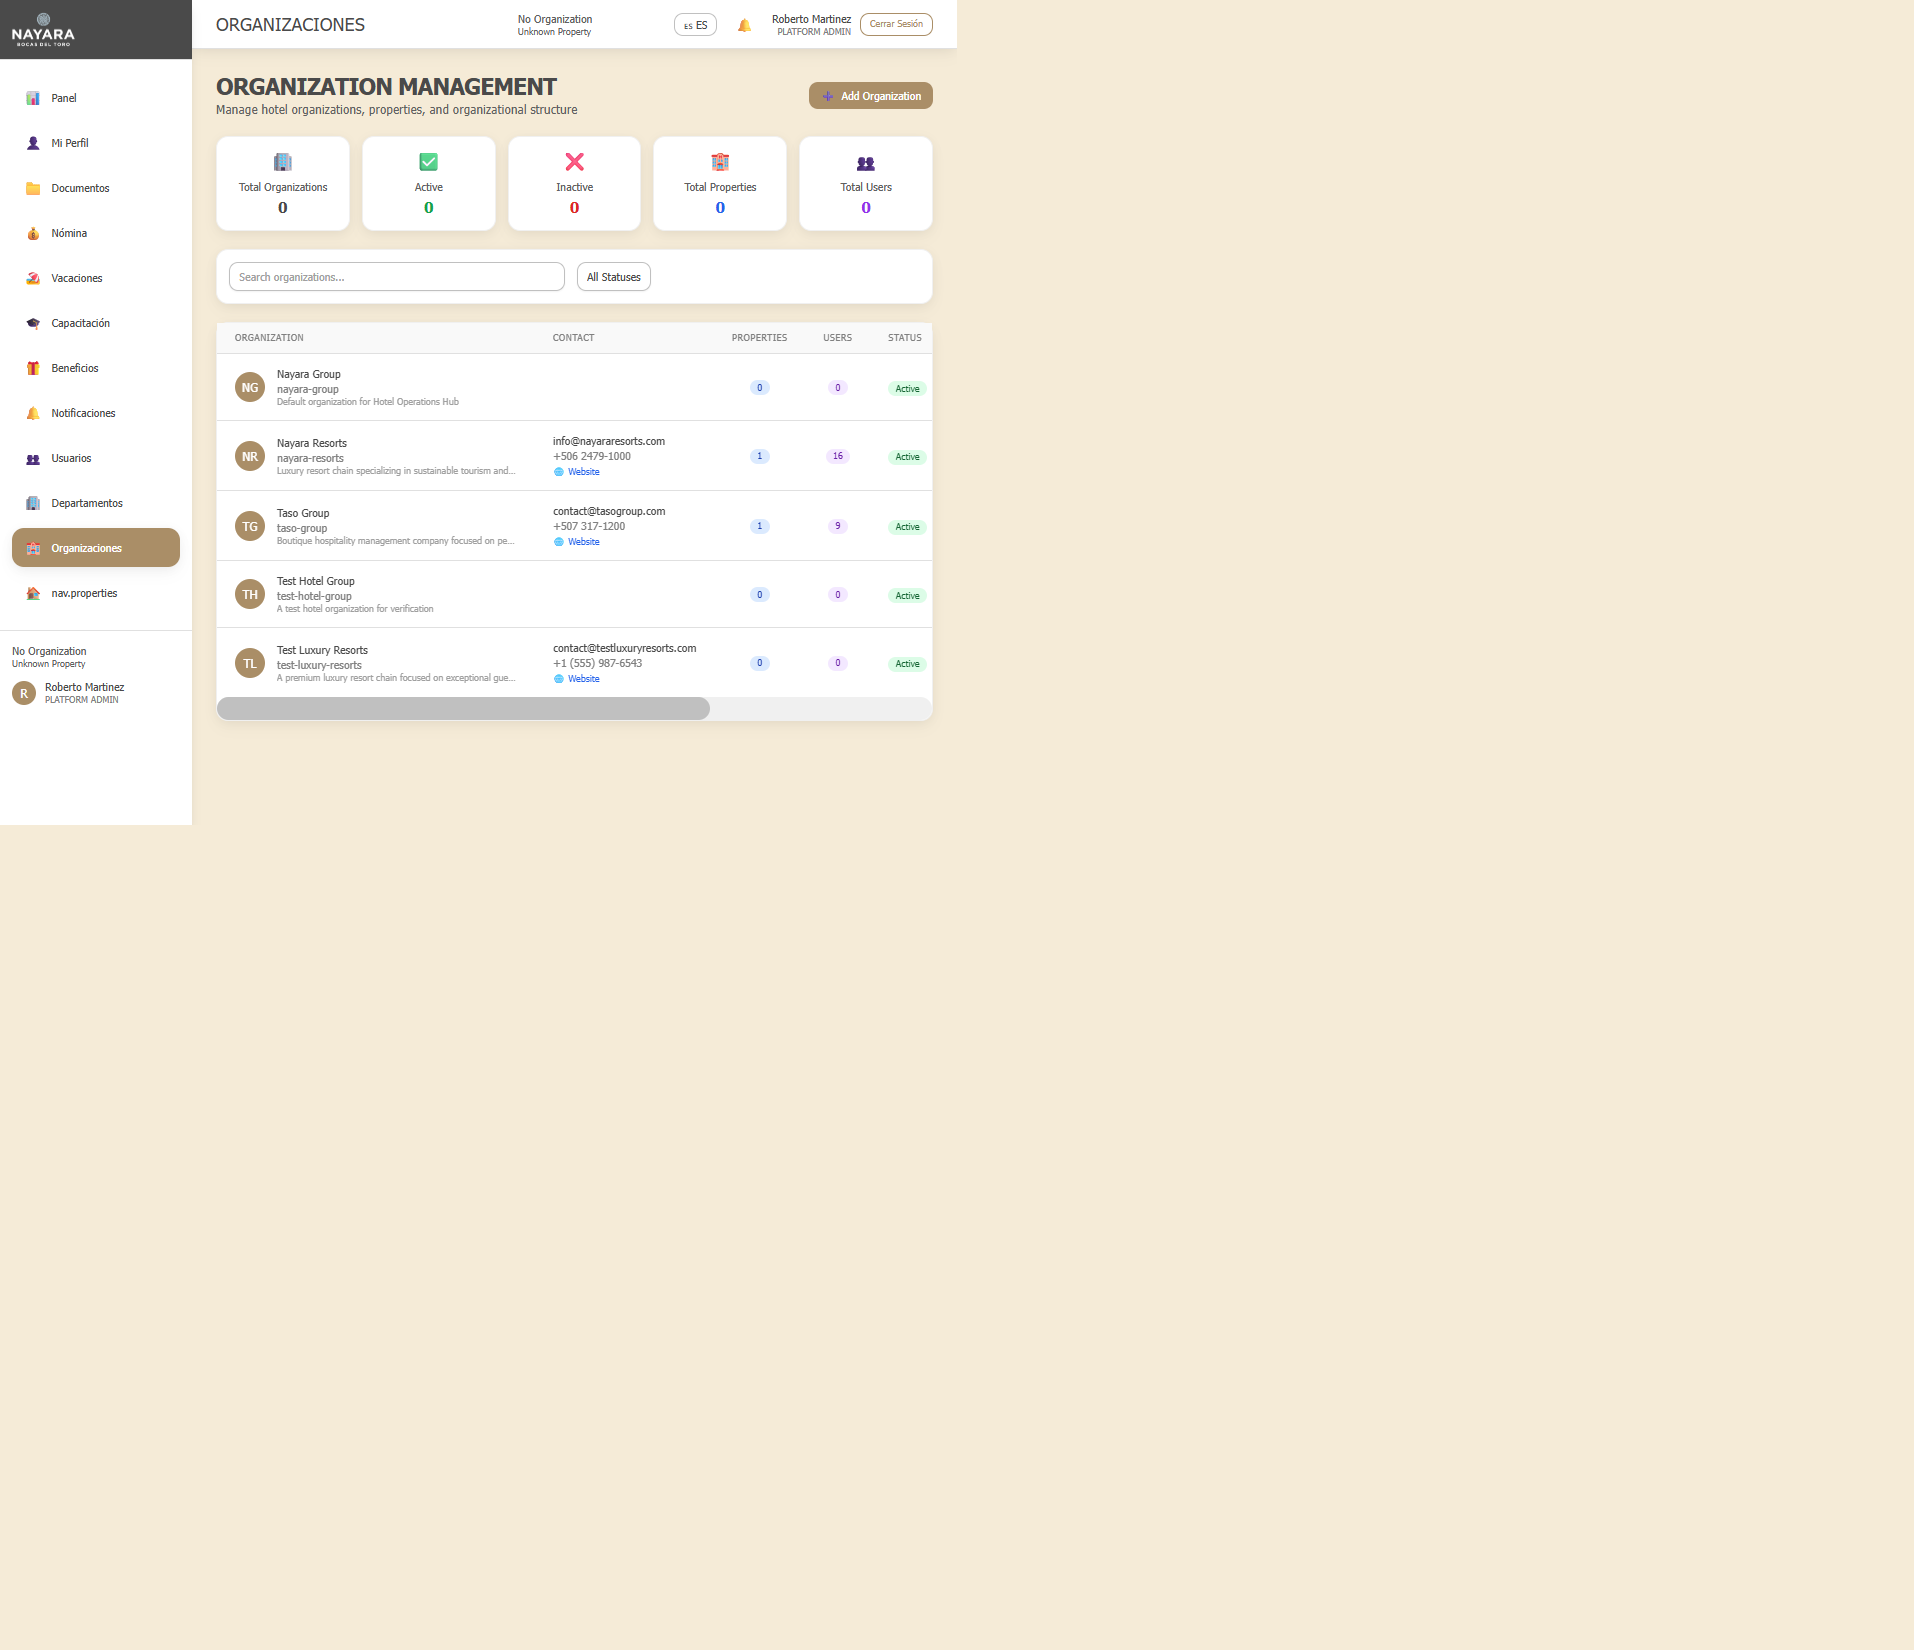 NAYARA
BOCAS DEL TORO
Panel
Mi Perfil
Documentos
Nómina
Vacaciones
Capacitación
Beneficios
Notificaciones
Usuarios
Departamentos
Organizaciones
nav.properties
No Organization
Unknown Property
R
Roberto Martinez
PLATFORM ADMIN
ORGANIZACIONES
No Organization
Unknown Property
ES ES
Roberto Martinez
PLATFORM ADMIN
Cerrar Sesión
ORGANIZATION MANAGEMENT
Manage hotel organizations, properties, and organizational structure
Add Organization
Total Organizations
0
Active
0
Inactive
0
Total Properties
0
Total Users
0
Search organizations...
All Statuses
ORGANIZATION CONTACT PROPERTIES USERS STATUS
NG
Nayara Group
nayara-group
Default organization for Hotel Operations Hub
0
0
Active
NR
Nayara Resorts
nayara-resorts
Luxury resort chain specializing in sustainable tourism and...
info@nayararesorts.com
+506 2479-1000
Website
1
16
Active
TG
Taso Group
taso-group
Boutique hospitality management company focused on pe...
contact@tasogroup.com
+507 317-1200
Website
1
9
Active
TH
Test Hotel Group
test-hotel-group
A test hotel organization for verification
0
0
Active
TL
Test Luxury Resorts
test-luxury-resorts
A premium luxury resort chain focused on exceptional gue...
contact@testluxuryresorts.com
+1 (555) 987-6543
Website
0
0
Active